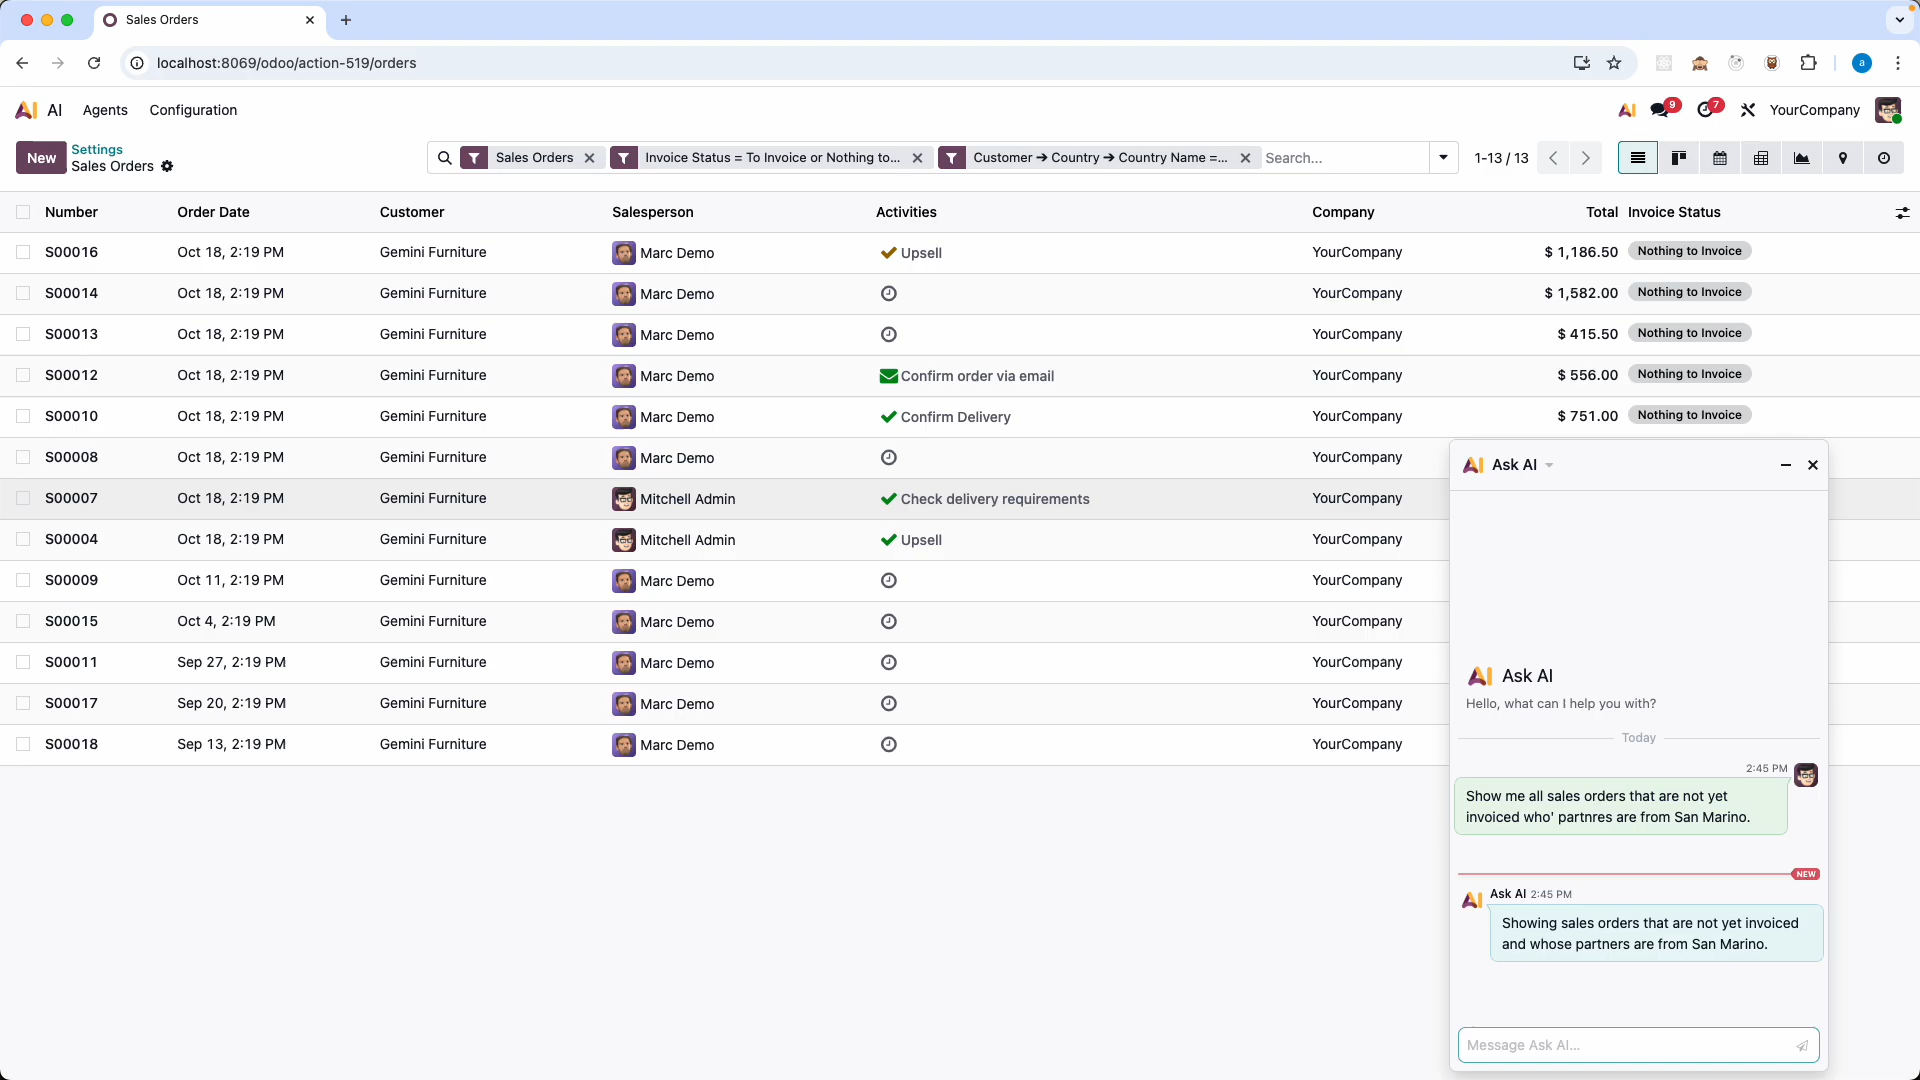 Sales Orders
localhost:8069/odoo/action-519/orders
a
AI
AI Agents Configuration
AI 9 7 YourCompany
New
Settings
Sales Orders
Sales Orders
Invoice Status = To Invoice or Nothing to...
Customer → Country → Country Name =...
Search...
1-13 / 13
Number Order Date Customer Salesperson Activities Company Total Invoice Status
S00016 Oct 18, 2:19 PM Gemini Furniture Marc Demo Upsell YourCompany $ 1,186.50 Nothing to Invoice
S00014 Oct 18, 2:19 PM Gemini Furniture Marc Demo YourCompany $ 1,582.00 Nothing to Invoice
S00013 Oct 18, 2:19 PM Gemini Furniture Marc Demo YourCompany $ 415.50 Nothing to Invoice
S00012 Oct 18, 2:19 PM Gemini Furniture Marc Demo Confirm order via email YourCompany $ 556.00 Nothing to Invoice
S00010 Oct 18, 2:19 PM Gemini Furniture Marc Demo Confirm Delivery YourCompany $ 751.00 Nothing to Invoice
S00008 Oct 18, 2:19 PM Gemini Furniture Marc Demo YourCompany
S00007 Oct 18, 2:19 PM Gemini Furniture Mitchell Admin Check delivery requirements YourCompany
S00004 Oct 18, 2:19 PM Gemini Furniture Mitchell Admin Upsell YourCompany
S00009 Oct 11, 2:19 PM Gemini Furniture Marc Demo YourCompany
S00015 Oct 4, 2:19 PM Gemini Furniture Marc Demo YourCompany
S00011 Sep 27, 2:19 PM Gemini Furniture Marc Demo YourCompany
S00017 Sep 20, 2:19 PM Gemini Furniture Marc Demo YourCompany
S00018 Sep 13, 2:19 PM Gemini Furniture Marc Demo YourCompany
AI Ask AI
AI Ask AI
Hello, what can I help you with?
Today
2:45 PM
Show me all sales orders that are not yet
invoiced who' partnres are from San Marino.
NEW
AI Ask AI 2:45 PM
Showing sales orders that are not yet invoiced
and whose partners are from San Marino.
Message Ask AI...